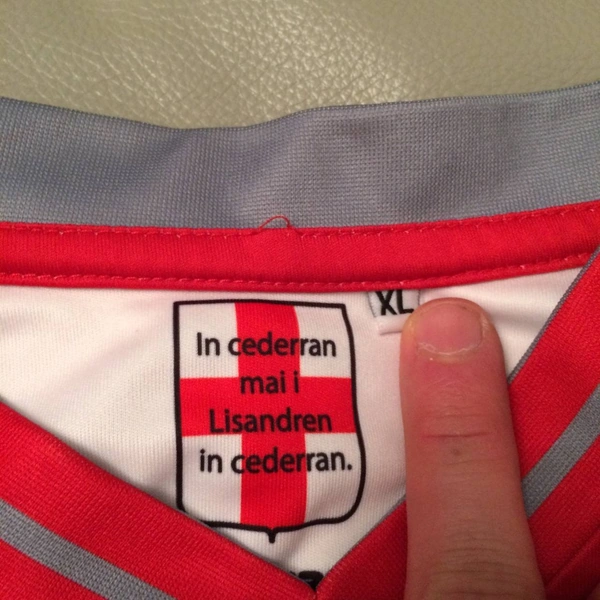 XL
In cederran
mai i
Lisandren
in cederran.